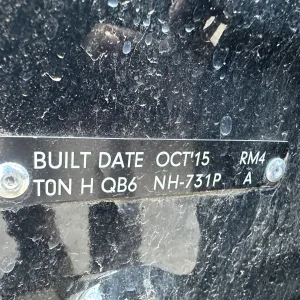 BUILT DATE OCT'15 RM4
T0N H QB6 NH-731P A